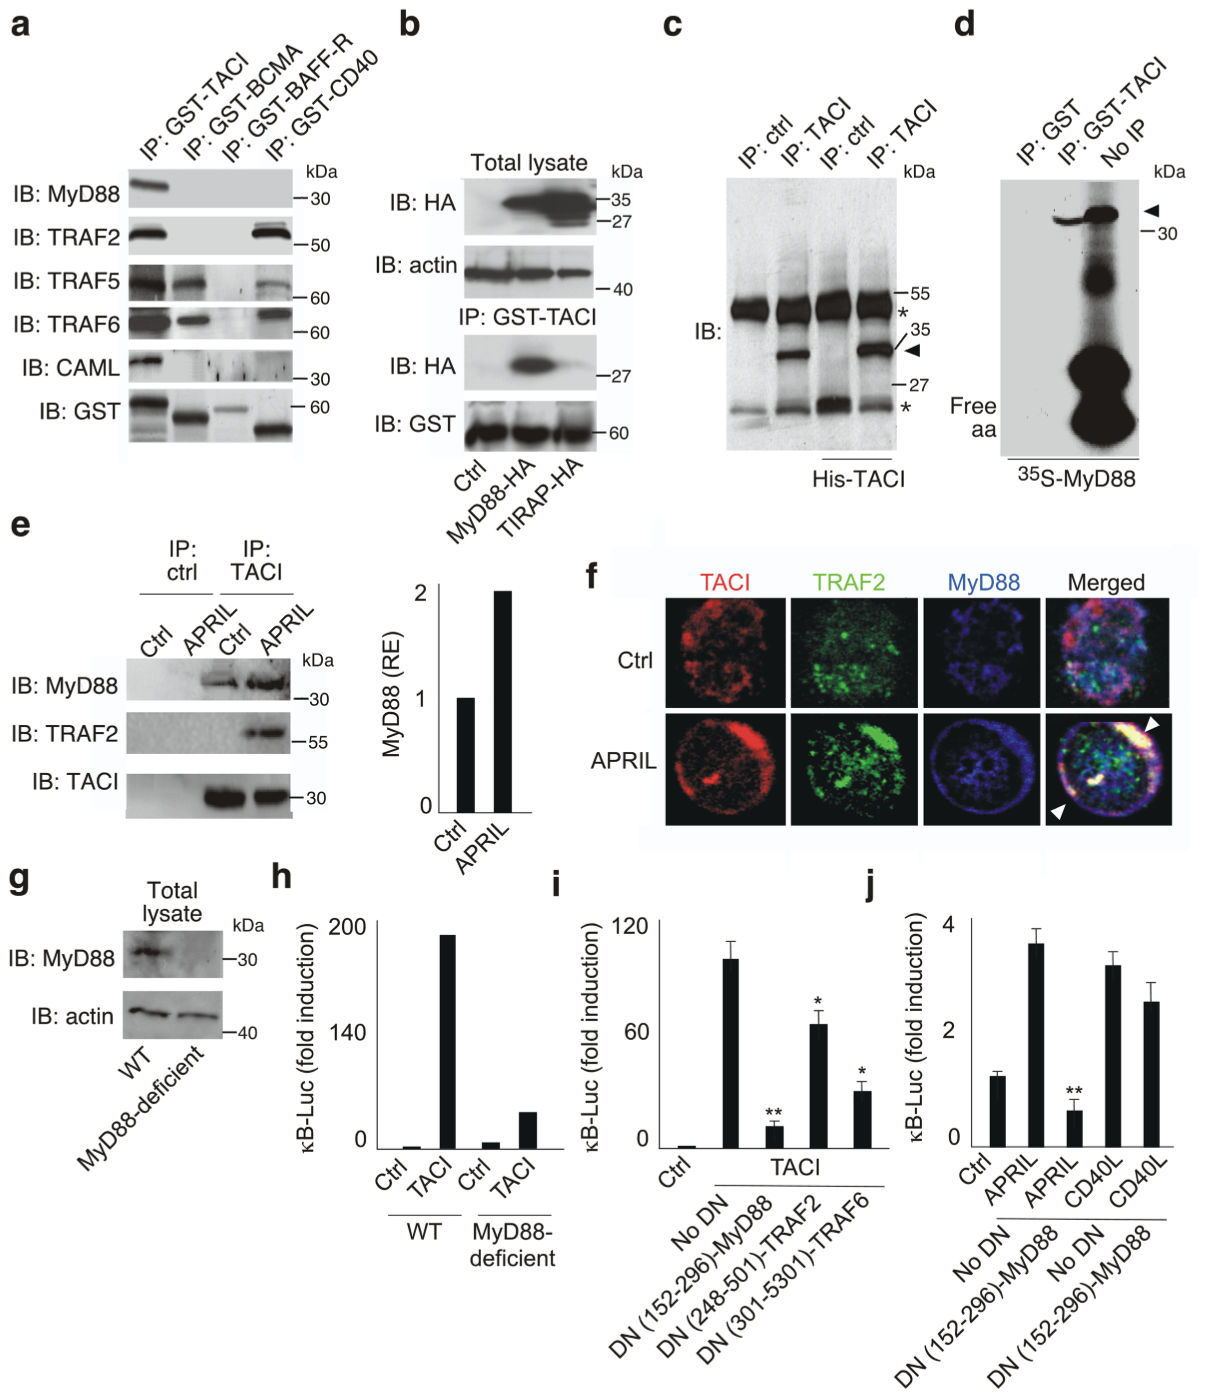 a
IP: GST-TACI
IP: GST-BCMA
IP: GST-BAFF-R
IP: GST-CD40
kDa
IB: MyD88
30
IB: TRAF2
50
IB: TRAF5
60
IB: TRAF6
60
IB: CAML
30
IB: GST
60
b
Total lysate
kDa
IB: HA
35
27
IB: actin
40
IP: GST-TACI
IB: HA
27
IB: GST
60
Ctrl
MyD88-HA
TIRAP-HA
c
IP: ctrl
IP: TACI
IP: ctrl
IP: TACI
kDa
55
*
IB:
35
27
*
His-TACI
d
IP: GST
IP: GST-TACI
No IP
kDa
30
Free
aa
35S-MyD88
e
IP:
ctrl
IP:
TACI
Ctrl
APRIL
Ctrl
APRIL
kDa
IB: MyD88
30
IB: TRAF2
55
IB: TACI
30
MyD88 (RE)
2
1
0
Ctrl
APRIL
f
TACI
TRAF2
MyD88
Merged
Ctrl
APRIL
g
Total
lysate
kDa
IB: MyD88
30
IB: actin
40
WT
MyD88-deficient
h
κB-Luc (fold induction)
200
140
0
Ctrl
TACI
Ctrl
TACI
WT
MyD88-
deficient
i
κB-Luc (fold induction)
120
60
0
**
*
*
Ctrl
TACI
No DN
DN (152-296)-MyD88
DN (248-501)-TRAF2
DN (301-5301)-TRAF6
j
κB-Luc (fold induction)
4
2
0
**
Ctrl
APRIL
APRIL
CD40L
CD40L
No DN
DN (152-296)-MyD88
No DN
DN (152-296)-MyD88